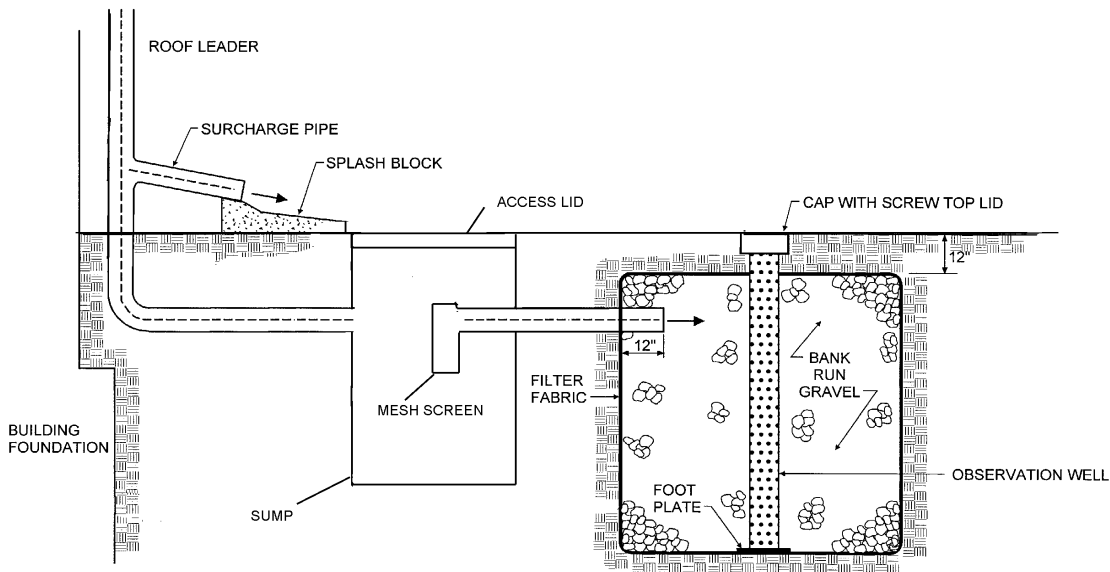 ROOF LEADER
SURCHARGE PIPE
SPLASH BLOCK
ACCESS LID
CAP WITH SCREW TOP LID
12"
12"
BANK
RUN
GRAVEL
FILTER
FABRIC
MESH SCREEN
BUILDING
FOUNDATION
OBSERVATION WELL
FOOT
PLATE
SUMP